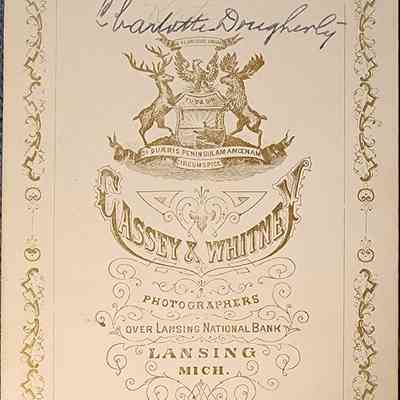 Charlotte Dougherty
TUEBOR
SI QUÆRIS PENINSULAM AMŒNAM
CIRCUMSPICE
CASSEY & WHITNEY
PHOTOGRAPHERS
OVER LANSING NATIONAL BANK
LANSING
MICH.